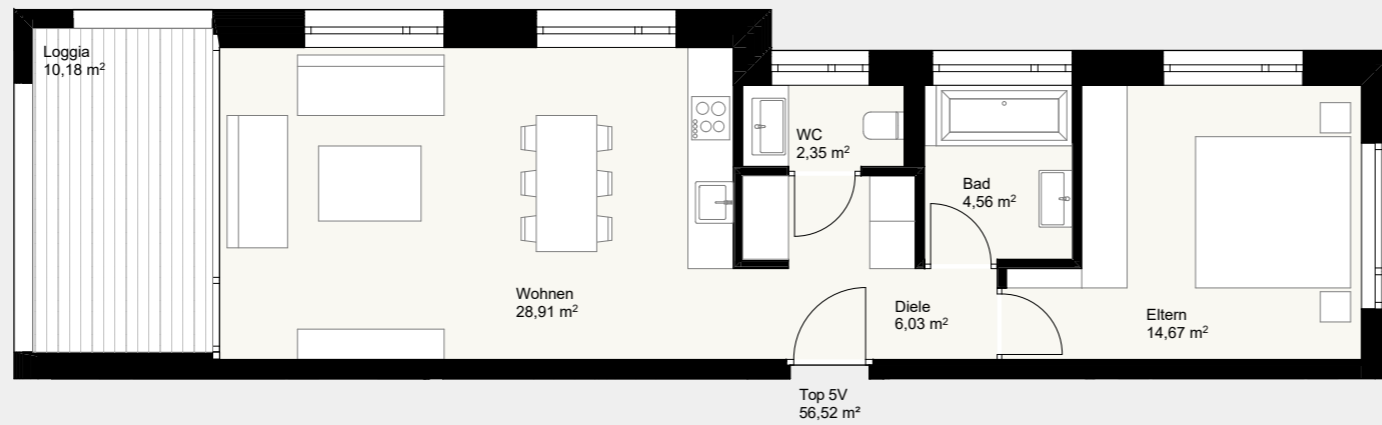 Loggia
10,18 m²
WC
2,35 m²
Bad
4,56 m²
Wohnen
28,91 m²
Diele
6,03 m²
Eltern
14,67 m²
Top 5V
56,52 m²